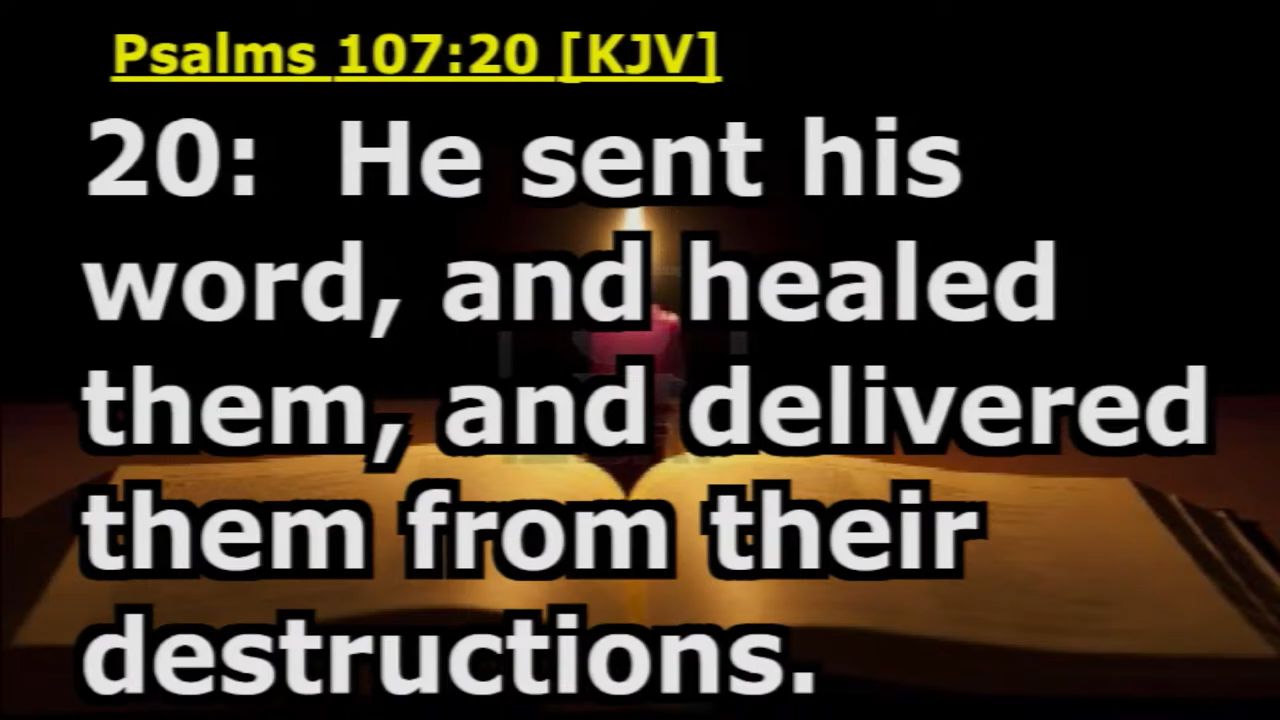 Psalms 107:20 [KJV]
20:  He sent his
word, and healed
them, and delivered
them from their
destructions.